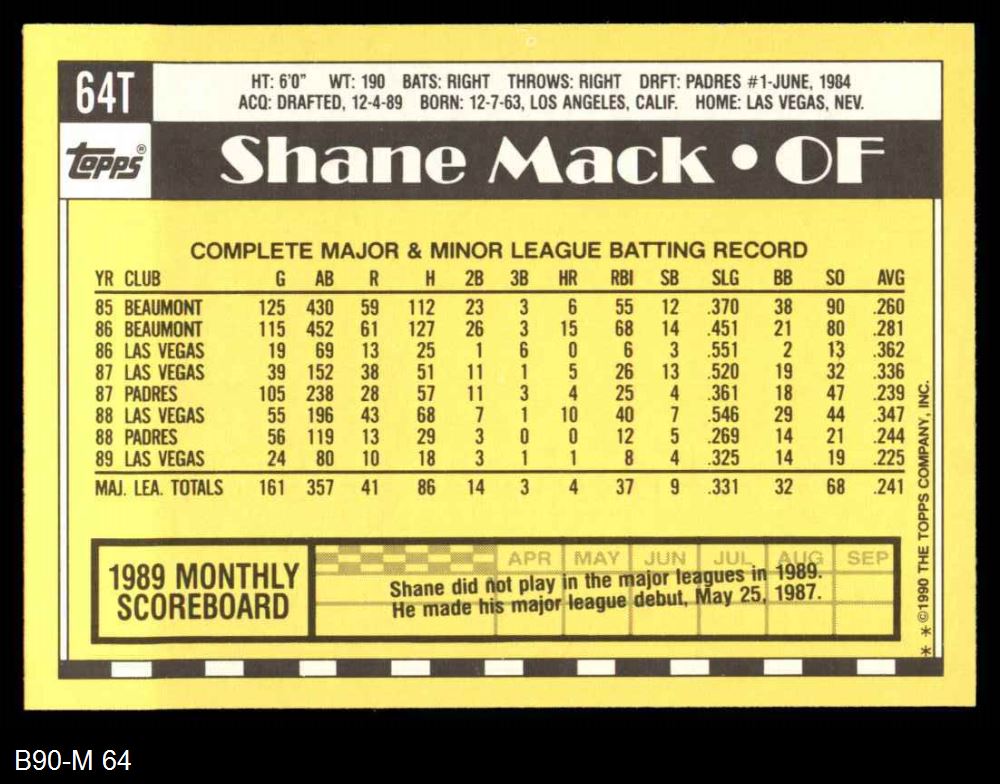 64T
HT: 6'0" WT: 190 BATS: RIGHT THROWS: RIGHT DRFT: PADRES #1-JUNE, 1984
ACQ: DRAFTED, 12-4-89 BORN: 12-7-63, LOS ANGELES, CALIF. HOME: LAS VEGAS, NEV.
topps®
Shane Mack • OF
COMPLETE MAJOR & MINOR LEAGUE BATTING RECORD
YR CLUB G AB R H 2B 3B HR RBI SB SLG BB SO AVG
85 BEAUMONT 125 430 59 112 23 3 6 55 12 .370 38 90 .260
86 BEAUMONT 115 452 61 127 26 3 15 68 14 .451 21 80 .281
86 LAS VEGAS 19 69 13 25 1 6 0 6 3 .551 2 13 .362
87 LAS VEGAS 39 152 38 51 11 1 5 26 13 .520 19 32 .336
87 PADRES 105 238 28 57 11 3 4 25 4 .361 18 47 .239
88 LAS VEGAS 55 196 43 68 7 1 10 40 7 .546 29 44 .347
88 PADRES 56 119 13 29 3 0 0 12 5 .269 14 21 .244
89 LAS VEGAS 24 80 10 18 3 1 1 8 4 .325 14 19 .225
MAJ. LEA. TOTALS 161 357 41 86 14 3 4 37 9 .331 32 68 .241
1989 MONTHLY
SCOREBOARD
APR MAY JUN JUL AUG SEP
Shane did not play in the major leagues in 1989.
He made his major league debut, May 25, 1987.
* * ©1990 THE TOPPS COMPANY, INC.
B90-M 64